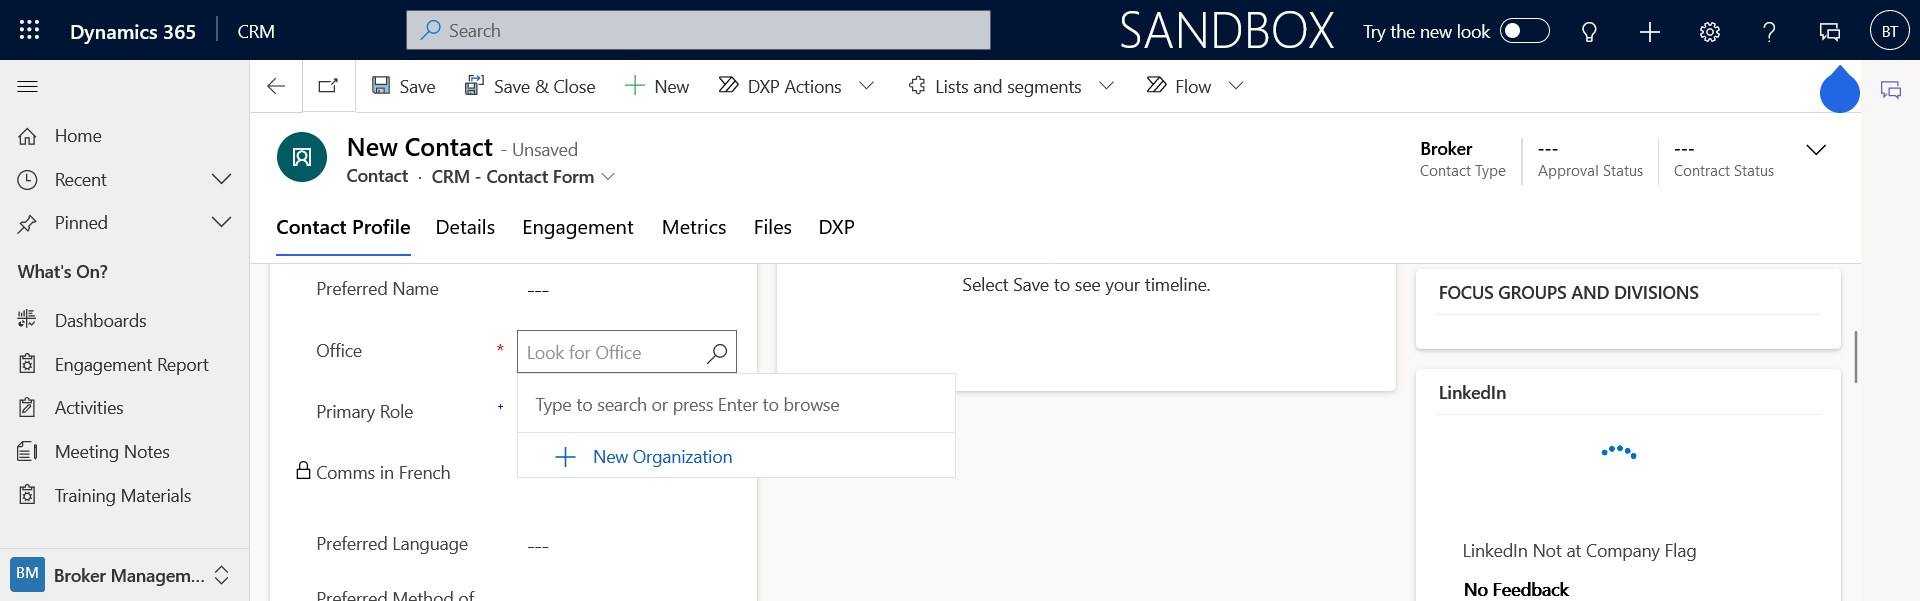 Dynamics 365 CRM Search SANDBOX Try the new look BT
Save Save & Close New DXP Actions Lists and segments Flow
Home
Recent
Pinned
What's On?
Dashboards
Engagement Report
Activities
Meeting Notes
Training Materials
BM Broker Managem...
New Contact - Unsaved
Contact · CRM - Contact Form
Broker
Contact Type
---
Approval Status
---
Contract Status
Contact Profile Details Engagement Metrics Files DXP
Preferred Name ---
Office * Look for Office
Type to search or press Enter to browse
New Organization
Primary Role +
Comms in French
Preferred Language ---
Preferred Method of
Select Save to see your timeline.
FOCUS GROUPS AND DIVISIONS
LinkedIn
LinkedIn Not at Company Flag
No Feedback